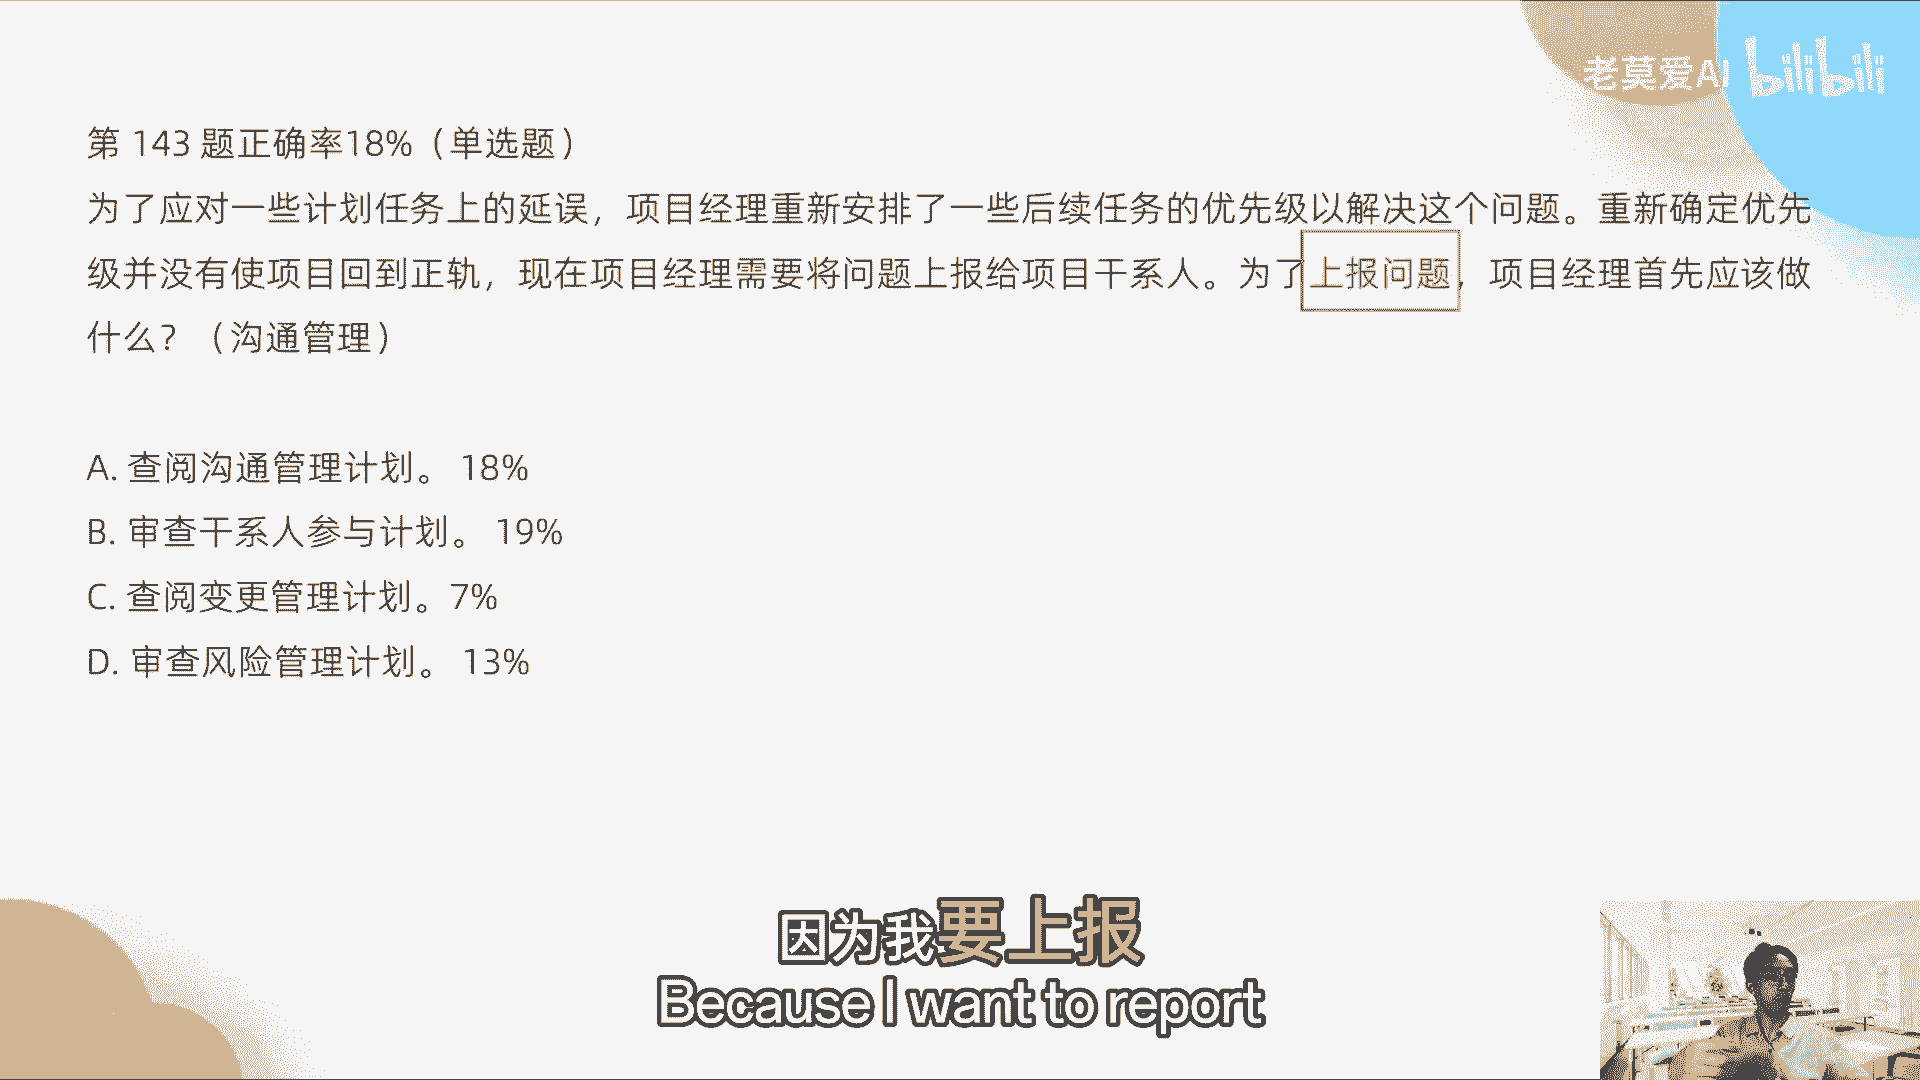 老莫爱AI bilibili
第 143 题正确率18%（单选题）
为了应对一些计划任务上的延误，项目经理重新安排了一些后续任务的优先级以解决这个问题。重新确定优先
级并没有使项目回到正轨，现在项目经理需要将问题上报给项目干系人。为了上报问题，项目经理首先应该做
什么？（沟通管理）
A. 查阅沟通管理计划。 18%
B. 审查干系人参与计划。 19%
C. 查阅变更管理计划。7%
D. 审查风险管理计划。 13%
因为我要上报
Because I want to report